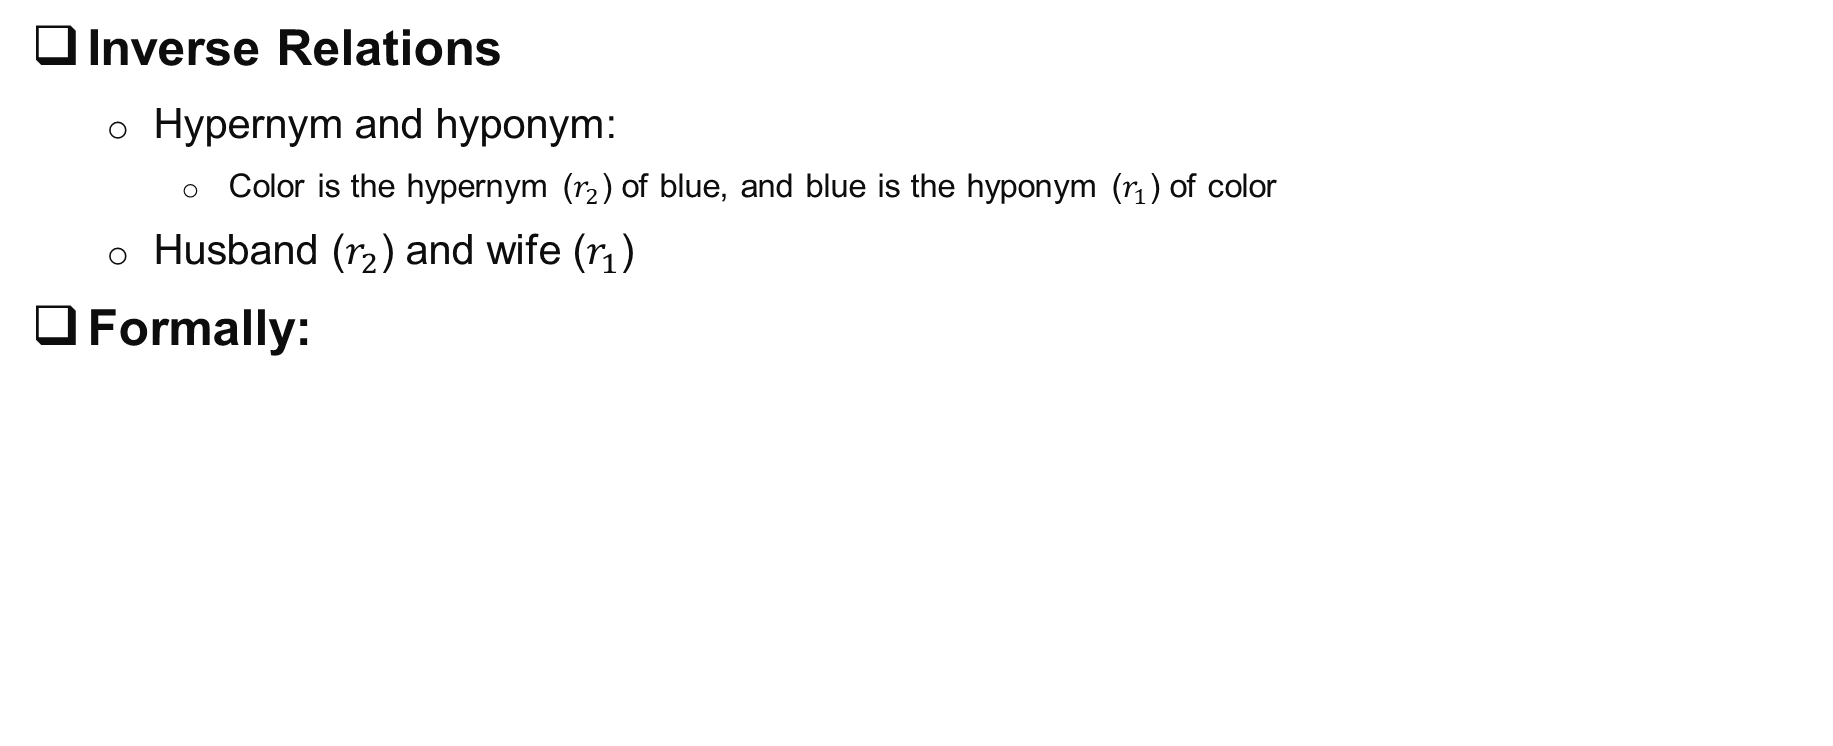 ❑ Inverse Relations
○ Hypernym and hyponym:
○ Color is the hypernym (r₂) of blue, and blue is the hyponym (r₁) of color
○ Husband (r₂) and wife (r₁)
❑ Formally: